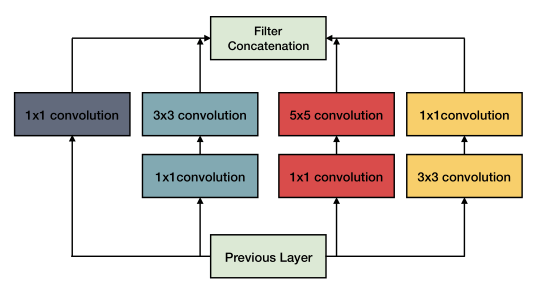 Filter
Concatenation
1x1 convolution
3x3 convolution
5x5 convolution
1x1convolution
1x1convolution
1x1 convolution
3x3 convolution
Previous Layer